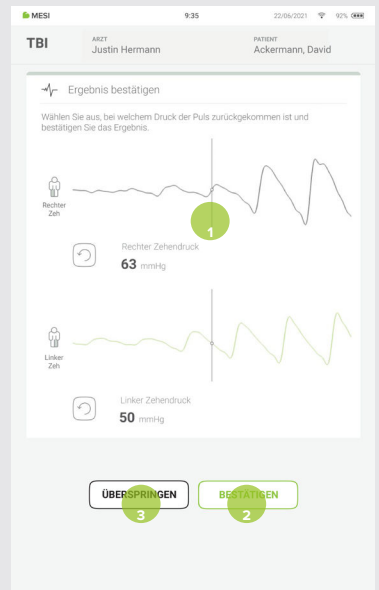 MESI 9:35 22/06/2021 92%
TBI
ARZT PATIENT
Justin Hermann Ackermann, David
Ergebnis bestätigen
Wählen Sie aus, bei welchem Druck der Puls zurückgekommen ist und
bestätigen Sie das Ergebnis.
Rechter
Zeh
1
Rechter Zehendruck
63 mmHg
Linker
Zeh
Linker Zehendruck
50 mmHg
ÜBERSPRINGEN BESTÄTIGEN
3 2